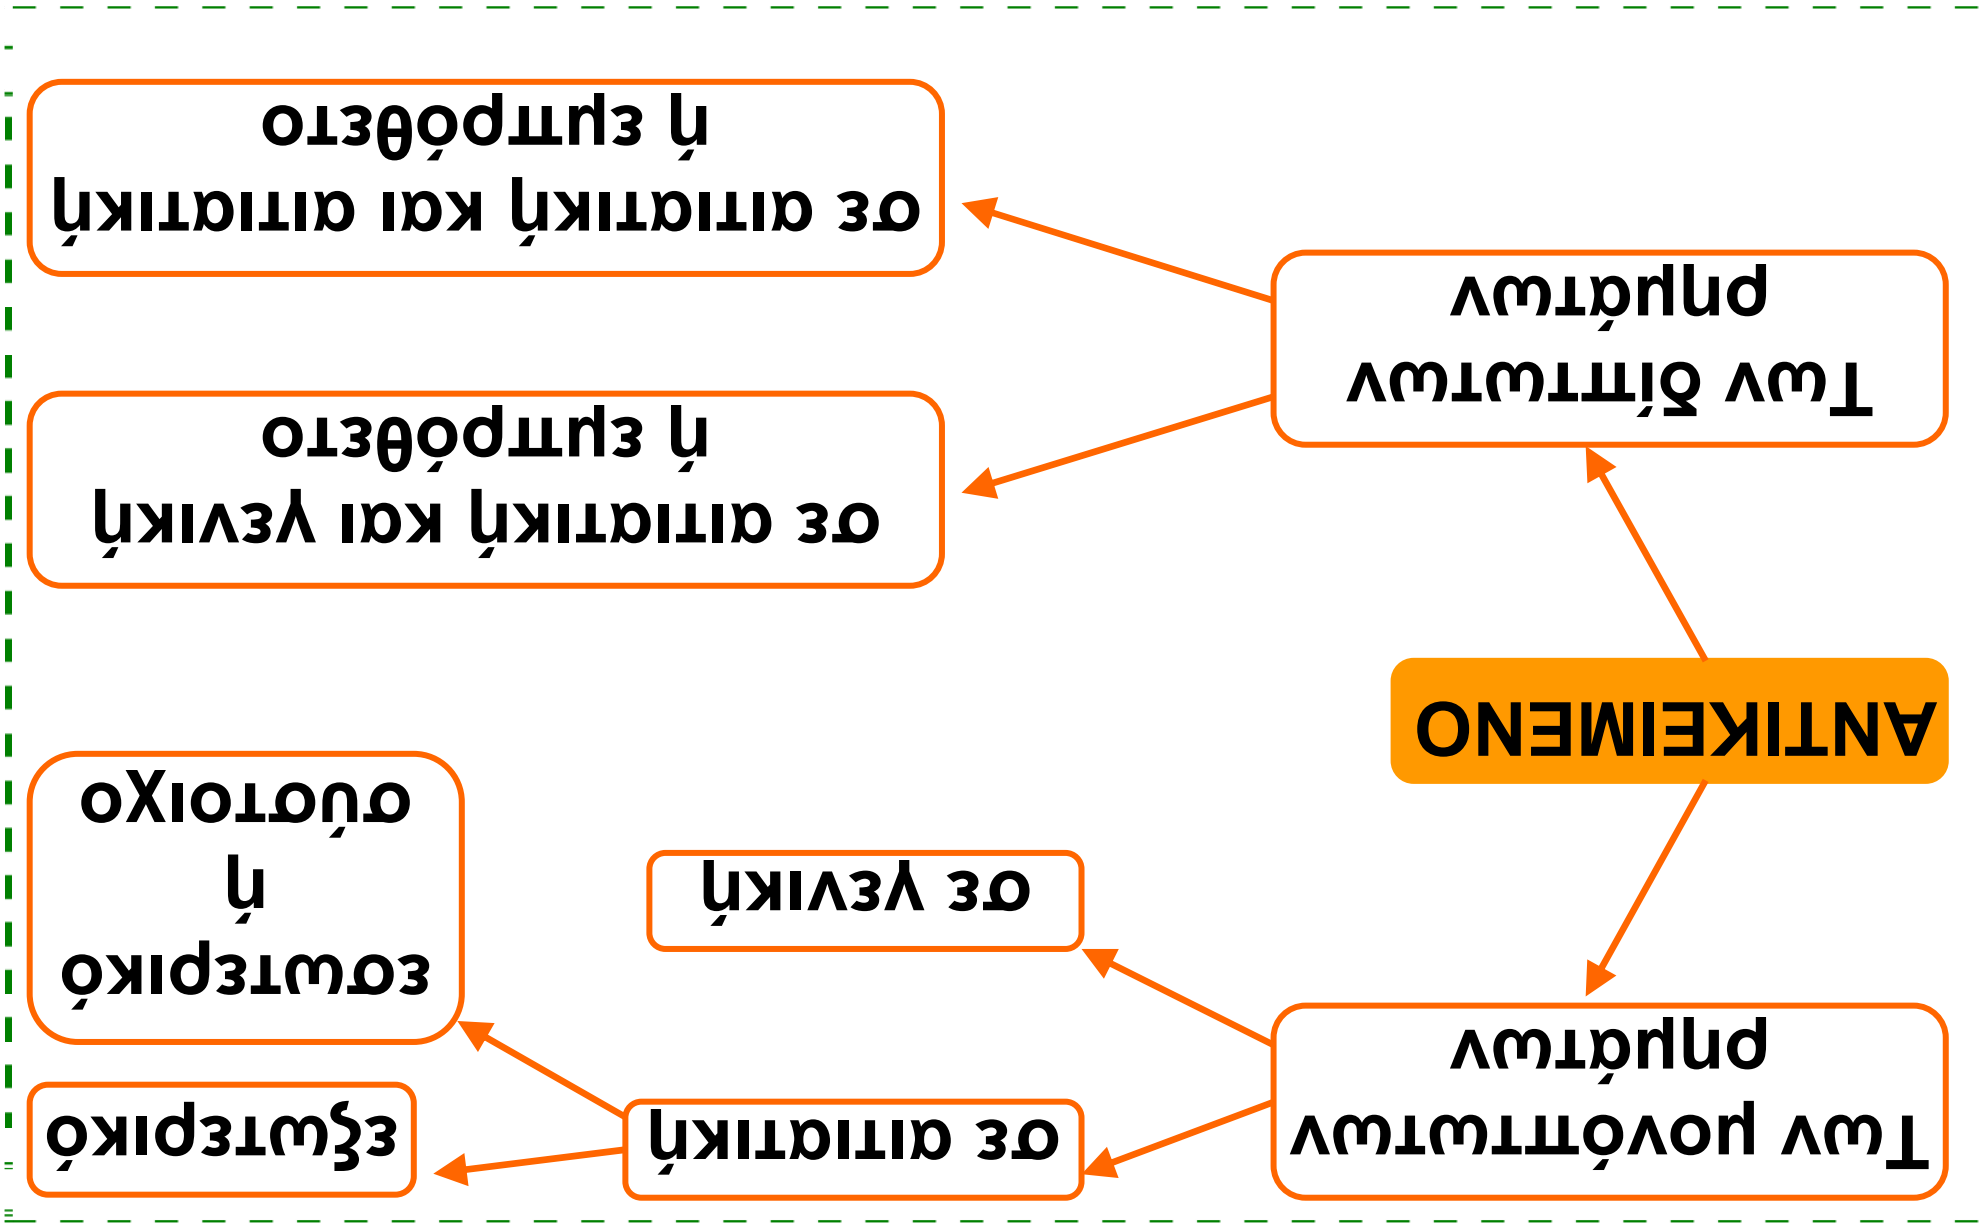 Των μονόπτωτων
ρημάτων
σε αιτιατική
εξωτερικό
εσωτερικό
ή
σύστοιχο
σε γενική
ΑΝΤΙΚΕΙΜΕΝΟ
Των δίπτωτων
ρημάτων
σε αιτιατική και γενική
ή εμπρόθετο
σε αιτιατική και αιτιατική
ή εμπρόθετο